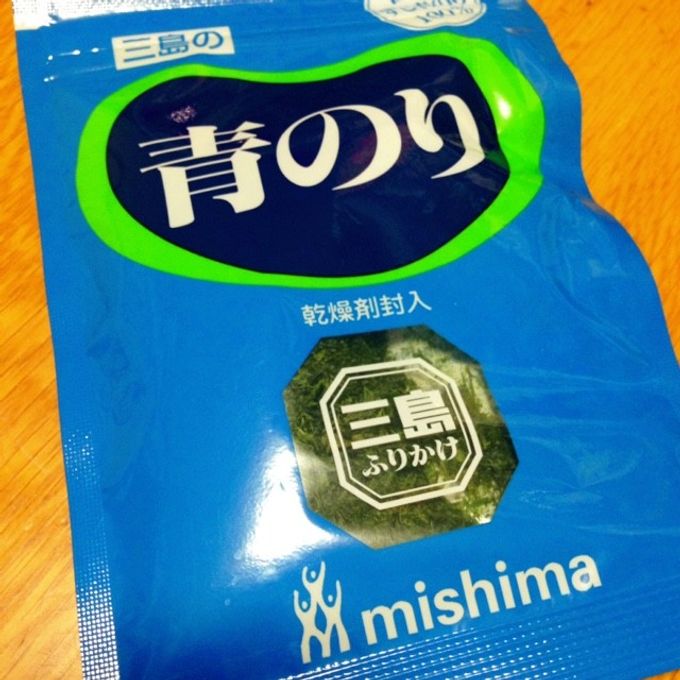 三島の
青のり
乾燥剤封入
三島
ふりかけ
mishima